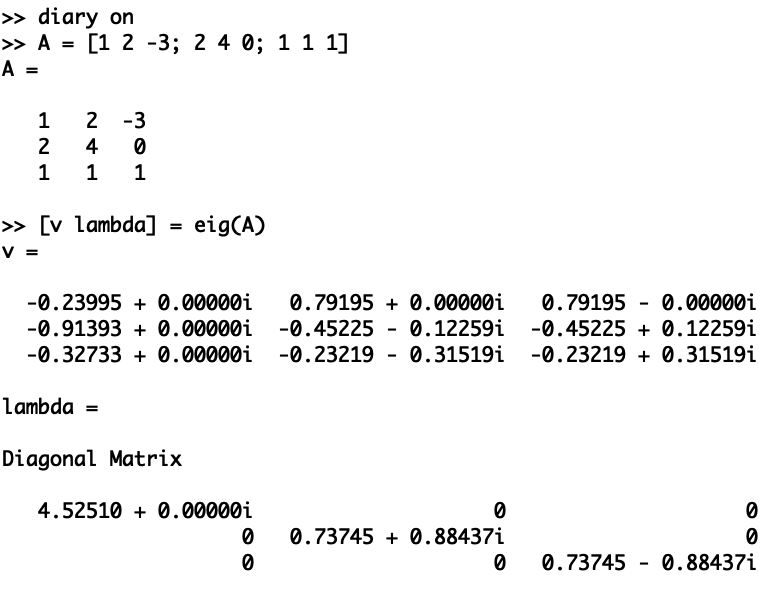 >> diary on
>> A = [1 2 -3; 2 4 0; 1 1 1]
A =
1 2 -3
2 4 0
1 1 1
>> [v lambda] = eig(A)
v =
-0.23995 + 0.00000i 0.79195 + 0.00000i 0.79195 - 0.00000i
-0.91393 + 0.00000i -0.45225 - 0.12259i -0.45225 + 0.12259i
-0.32733 + 0.00000i -0.23219 - 0.31519i -0.23219 + 0.31519i
lambda =
Diagonal Matrix
4.52510 + 0.00000i 0 0
0 0.73745 + 0.88437i 0
0 0 0.73745 - 0.88437i